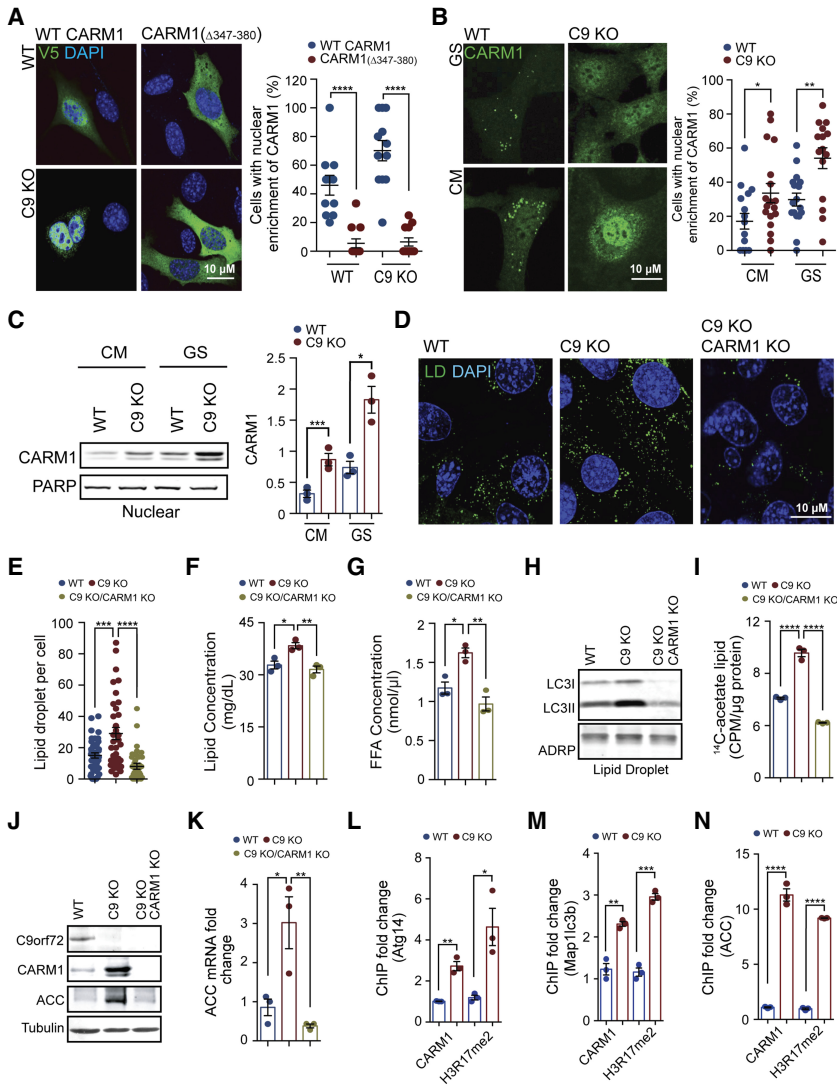 A
WT CARM1 CARM1(Δ347-380)
V5 DAPI
WT
C9 KO
10 µM
WT CARM1
CARM1(Δ347-380)
Cells with nuclear
enrichment of CARM1 (%)
120
100
80
60
40
20
0
**** ****
WT C9 KO
B
WT C9 KO
CARM1
GS
CM
10 µM
WT
C9 KO
Cells with nuclear
enrichment of CARM1 (%)
100
80
60
40
20
0
* **
CM GS
C
CM GS
WT C9 KO WT C9 KO
CARM1
PARP
Nuclear
WT
C9 KO
CARM1
2.5
2
1.5
1
0.5
0
*** *
CM GS
D
WT C9 KO C9 KO
CARM1 KO
LD DAPI
10 µM
E
WT C9 KO
C9 KO/CARM1 KO
Lipid droplet per cell
100
80
60
40
20
0
*** ****
F
WT C9 KO
C9 KO/CARM1 KO
Lipid Concentration
(mg/dL)
45
30
15
0
* **
G
WT C9 KO
C9 KO/CARM1 KO
FFA Concentration
(nmol/µl)
2
1
0
* **
H
WT C9 KO C9 KO
CARM1 KO
LC3I
LC3II
ADRP
Lipid Droplet
I
WT C9 KO
C9 KO/CARM1 KO
14C-acetate lipid
(CPM/µg protein)
12
9
6
3
0
**** ****
J
WT C9 KO C9 KO
CARM1 KO
C9orf72
CARM1
ACC
Tubulin
K
WT C9 KO
C9 KO/CARM1 KO
ACC mRNA fold
change
4
3
2
1
0
* **
L
WT C9 KO
ChIP fold change
(Atg14)
8
6
4
2
0
** *
CARM1 H3R17me2
M
WT C9 KO
ChIP fold change
(Map1lc3b)
4
3
2
1
0
** ***
CARM1 H3R17me2
N
WT C9 KO
ChIP fold change
(ACC)
15
10
5
0
**** ****
CARM1 H3R17me2